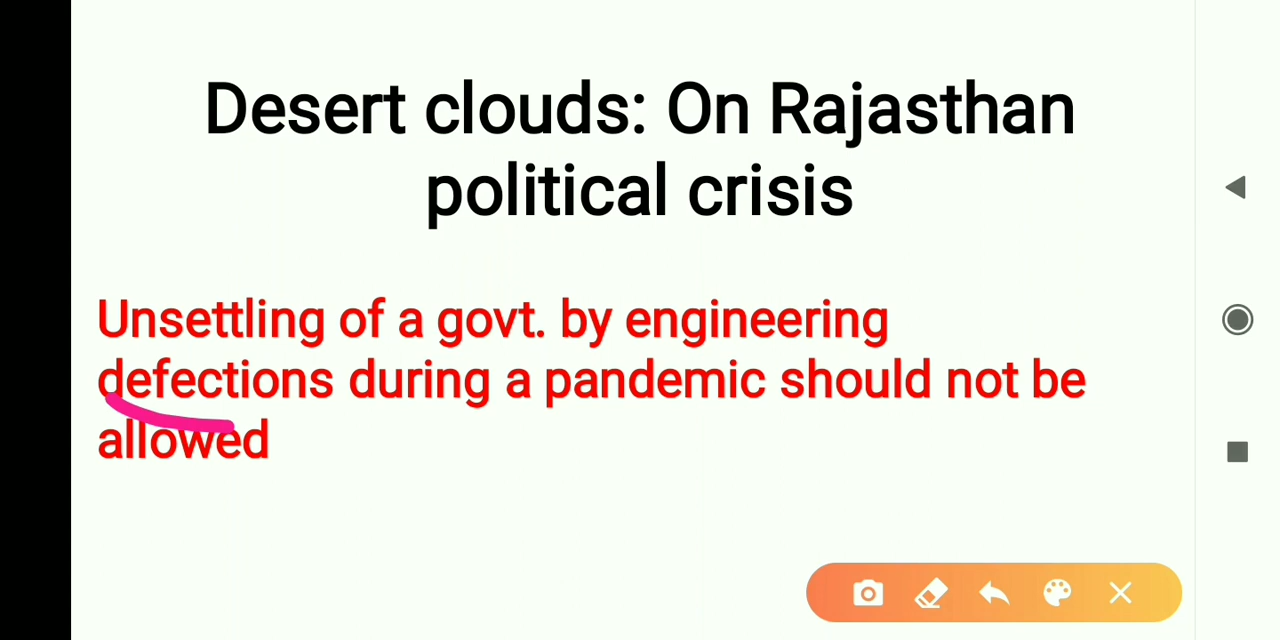 Desert clouds: On Rajasthan
political crisis
Unsettling of a govt. by engineering
defections during a pandemic should not be
allowed